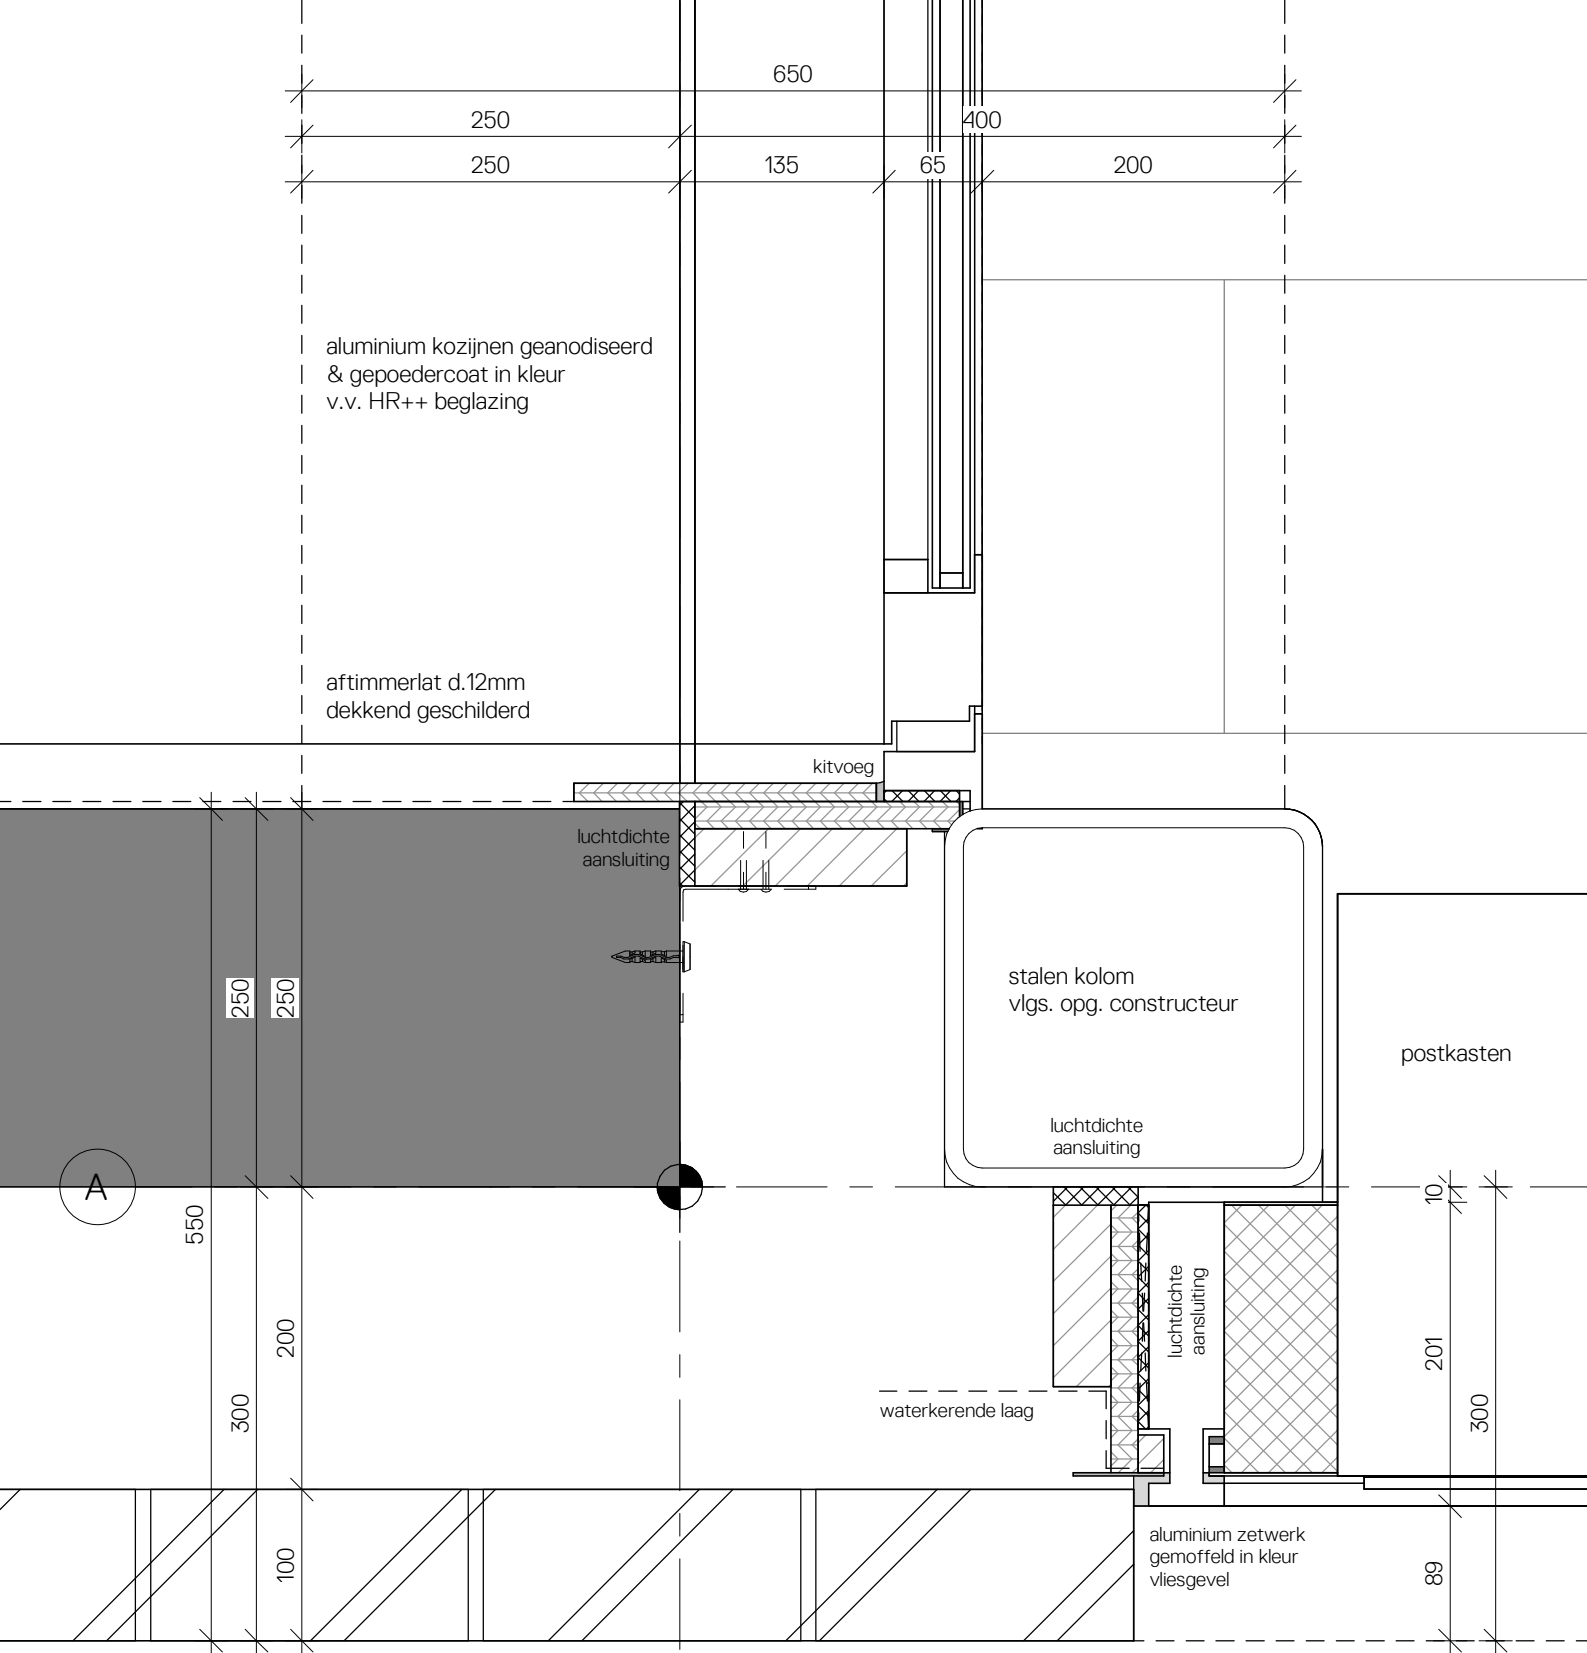 650
250
400
250
135
65
200
aluminium kozijnen geanodiseerd
& gepoedercoat in kleur
v.v. HR++ beglazing
aftimmerlat d.12mm
dekkend geschilderd
kitvoeg
luchtdichte
aansluiting
250
250
stalen kolom
vlgs. opg. constructeur
postkasten
luchtdichte
aansluiting
A
10
550
luchtdichte
aansluiting
200
201
300
300
waterkerende laag
100
aluminium zetwerk
gemoffeld in kleur
vliesgevel
89